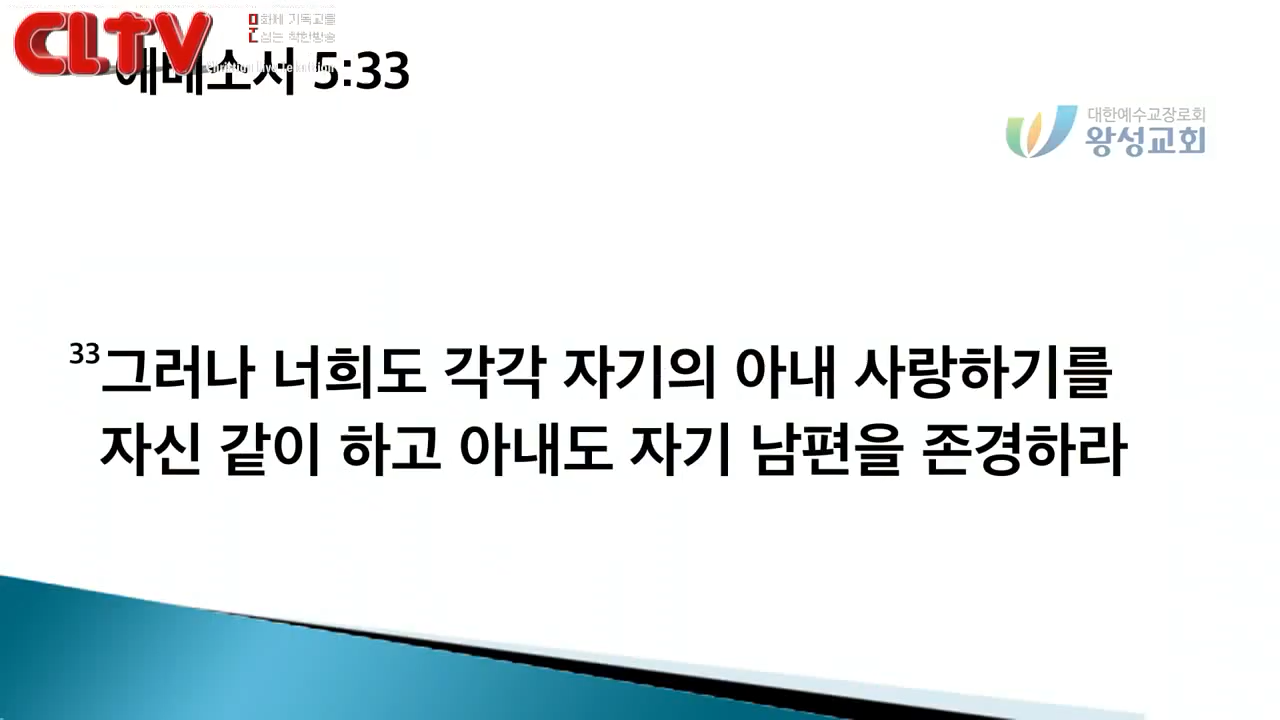 CLTV
에베소서 5:33
대한예수교장로회
왕성교회
33그러나 너희도 각각 자기의 아내 사랑하기를
자신 같이 하고 아내도 자기 남편을 존경하라